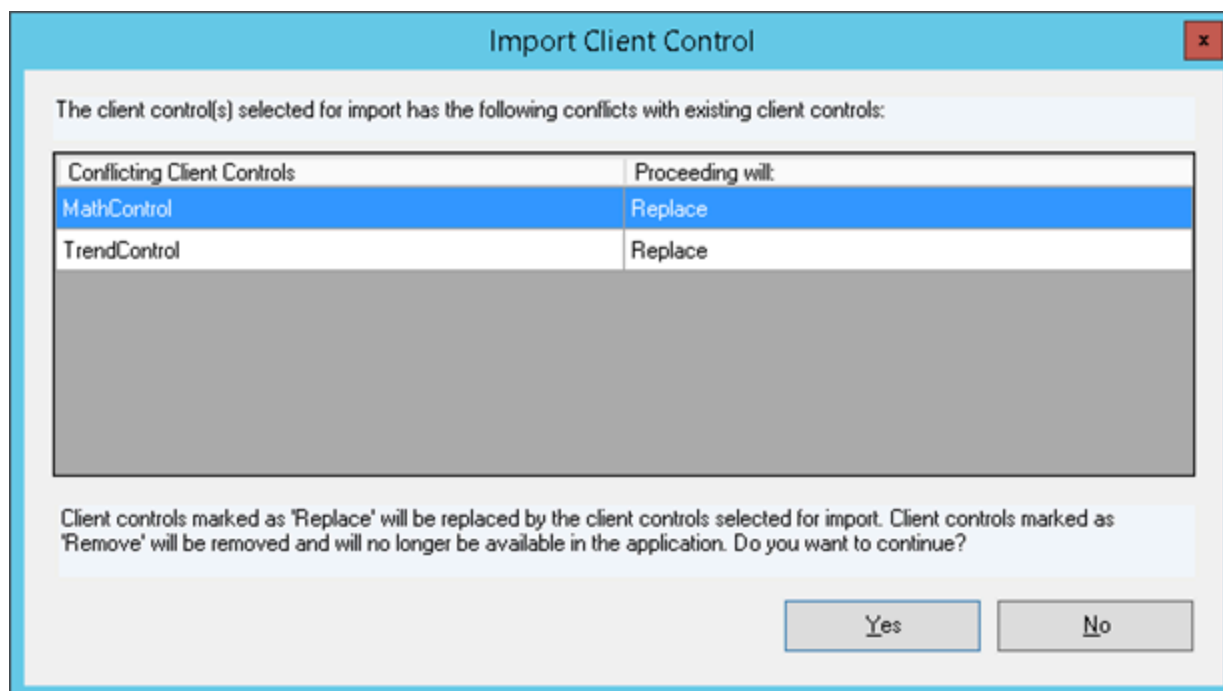 Import Client Control
x
The client control(s) selected for import has the following conflicts with existing client controls:
Conflicting Client Controls Proceeding will:
MathControl Replace
TrendControl Replace
Client controls marked as 'Replace' will be replaced by the client controls selected for import. Client controls marked as
'Remove' will be removed and will no longer be available in the application. Do you want to continue?
Yes No